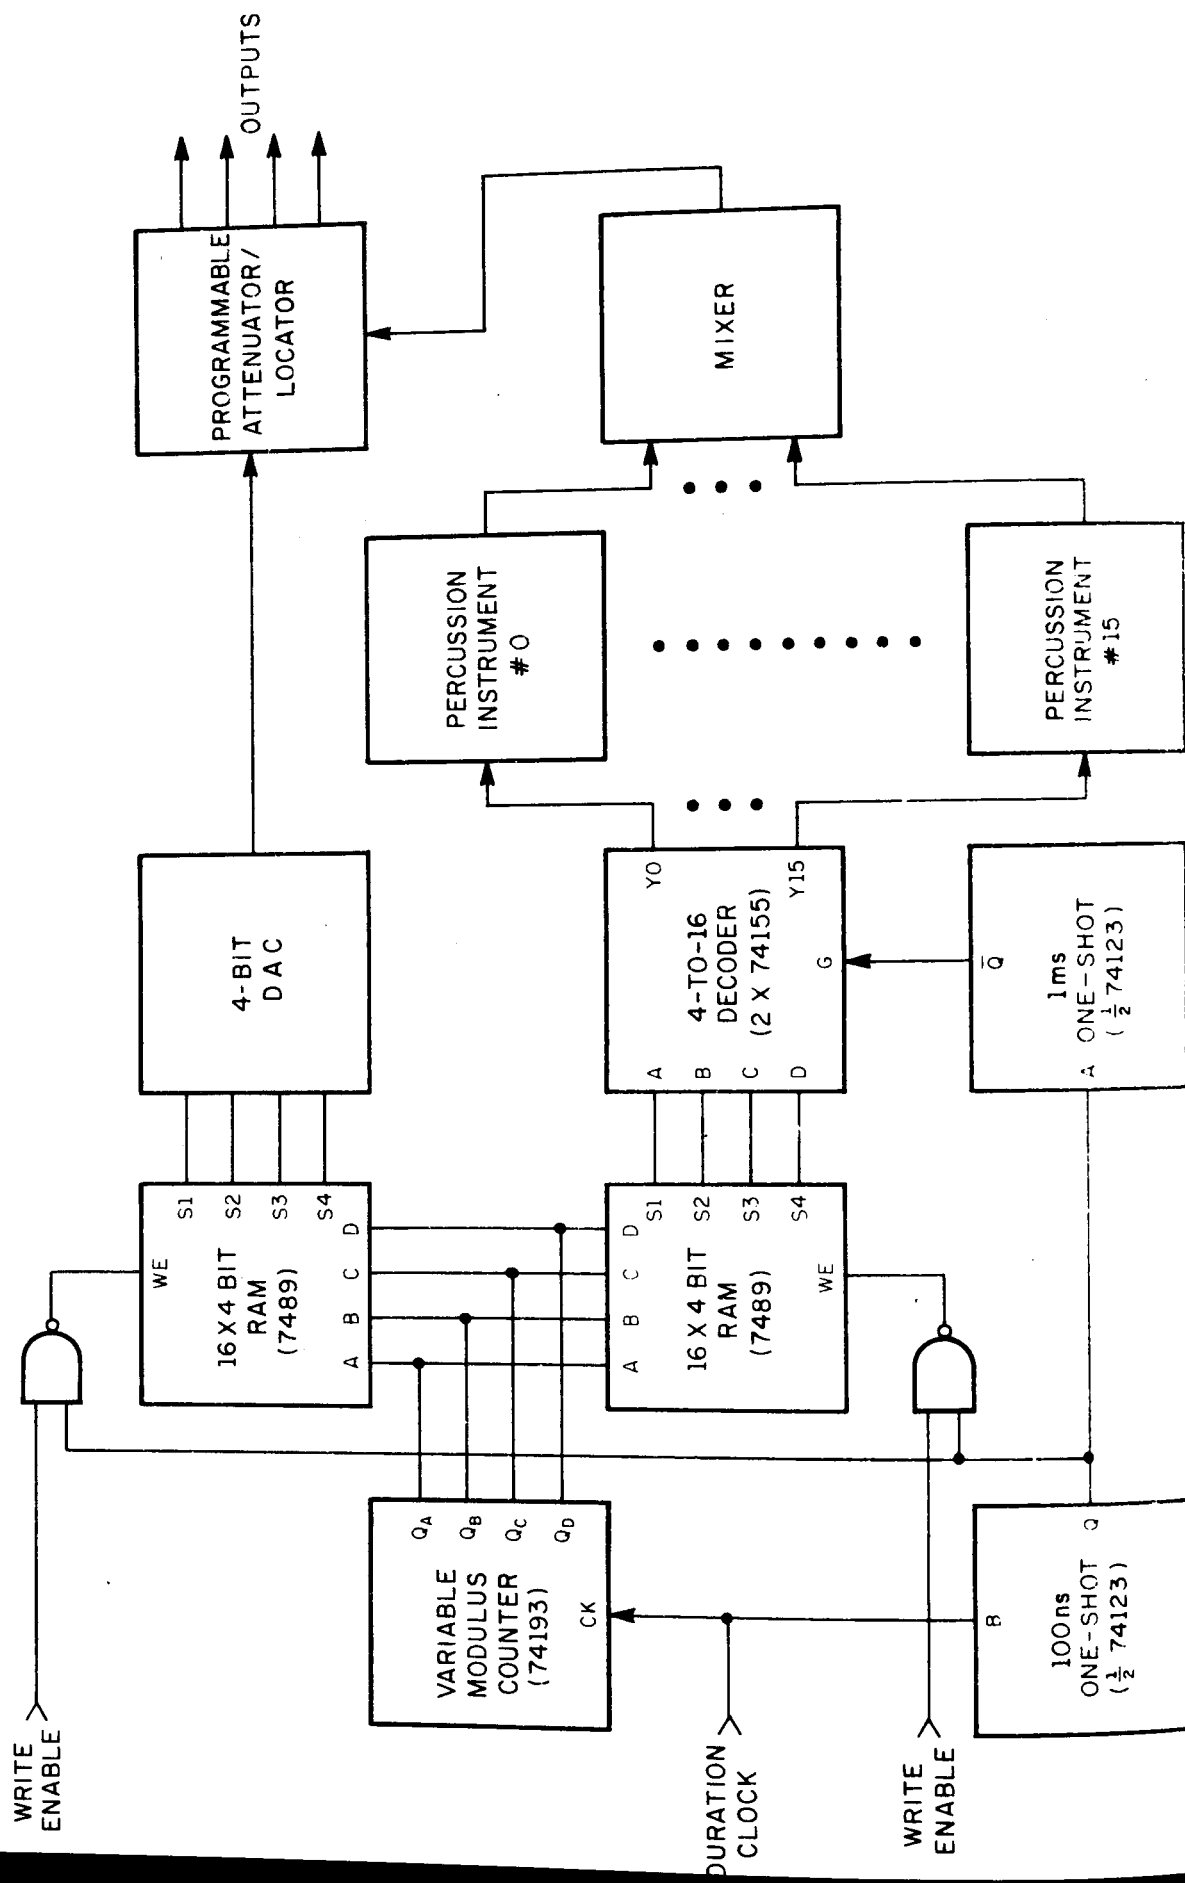 WRITE
ENABLE
WE
16 X 4 BIT
RAM
(7489)
S1
S2
S3
S4
A
B
C
D
4-BIT
DAC
PROGRAMMABLE
ATTENUATOR/
LOCATOR
OUTPUTS
VARIABLE
MODULUS
COUNTER
(74193)
QA
QB
QC
QD
CK
PERCUSSION
INSTRUMENT
#0
DURATION
CLOCK
A
B
C
D
16 X 4 BIT
RAM
(7489)
S1
S2
S3
S4
WE
A
B
C
D
4-TO-16
DECODER
(2 X 74155)
Y0
Y15
G
MIXER
WRITE
ENABLE
B
100ns
ONE-SHOT
(½ 74123)
Q
Q̅
1ms
A ONE-SHOT
(½ 74123)
PERCUSSION
INSTRUMENT
#15